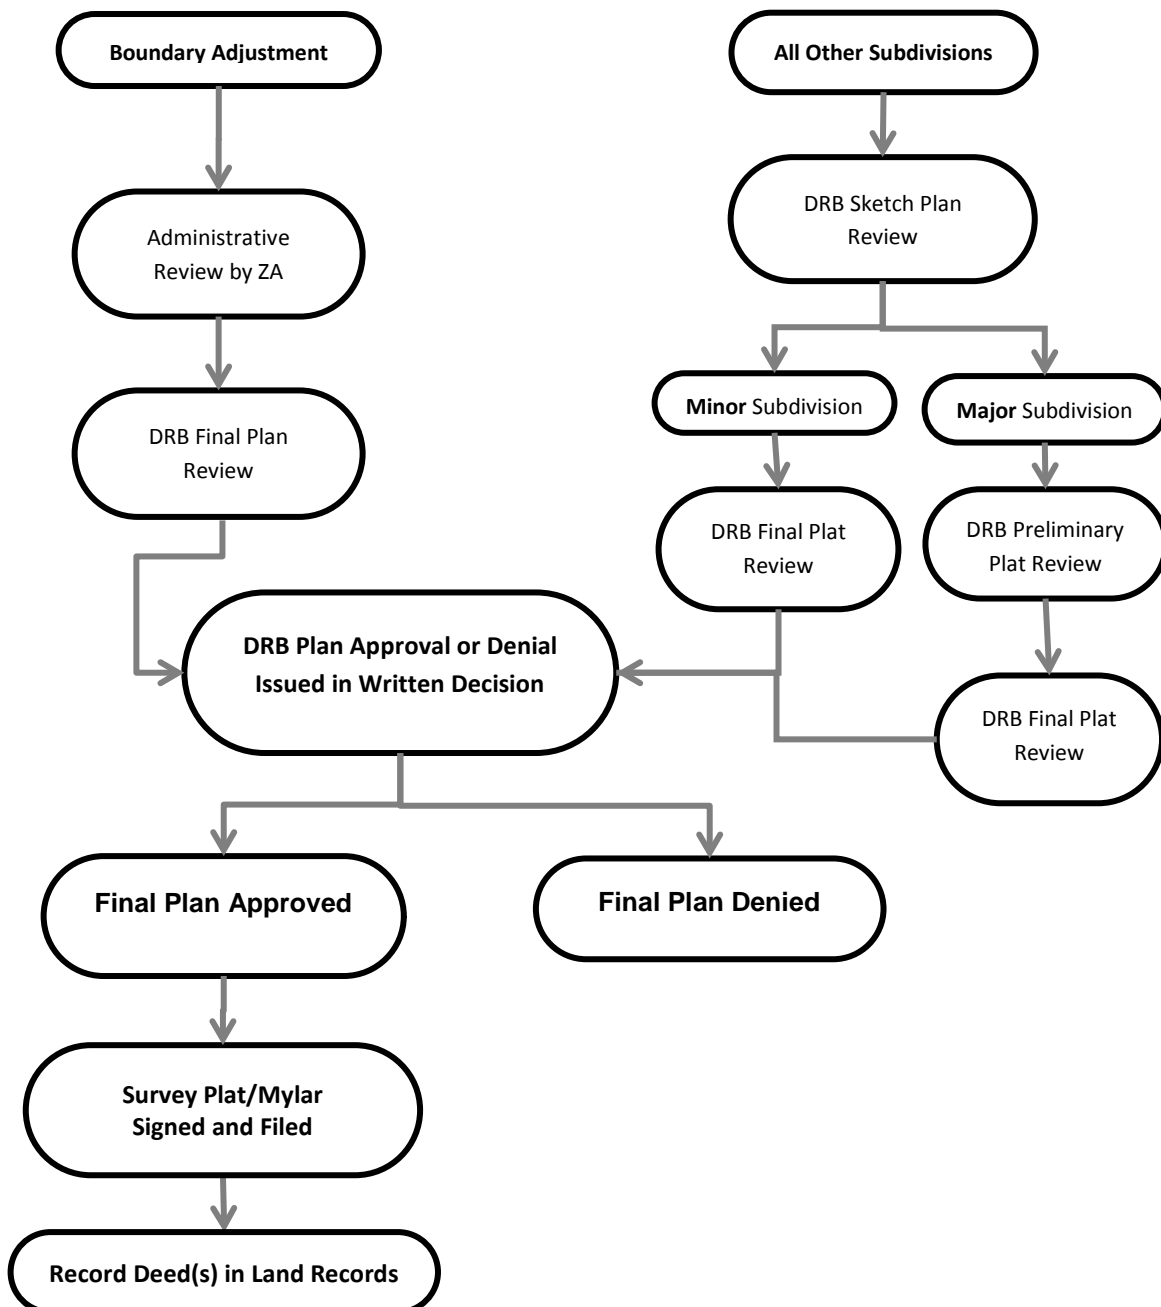 Boundary Adjustment
All Other Subdivisions
Administrative
Review by ZA
DRB Sketch Plan
Review
DRB Final Plan
Review
Minor Subdivision
Major Subdivision
DRB Final Plat
Review
DRB Preliminary
Plat Review
DRB Plan Approval or Denial
Issued in Written Decision
DRB Final Plat
Review
Final Plan Approved
Final Plan Denied
Survey Plat/Mylar
Signed and Filed
Record Deed(s) in Land Records